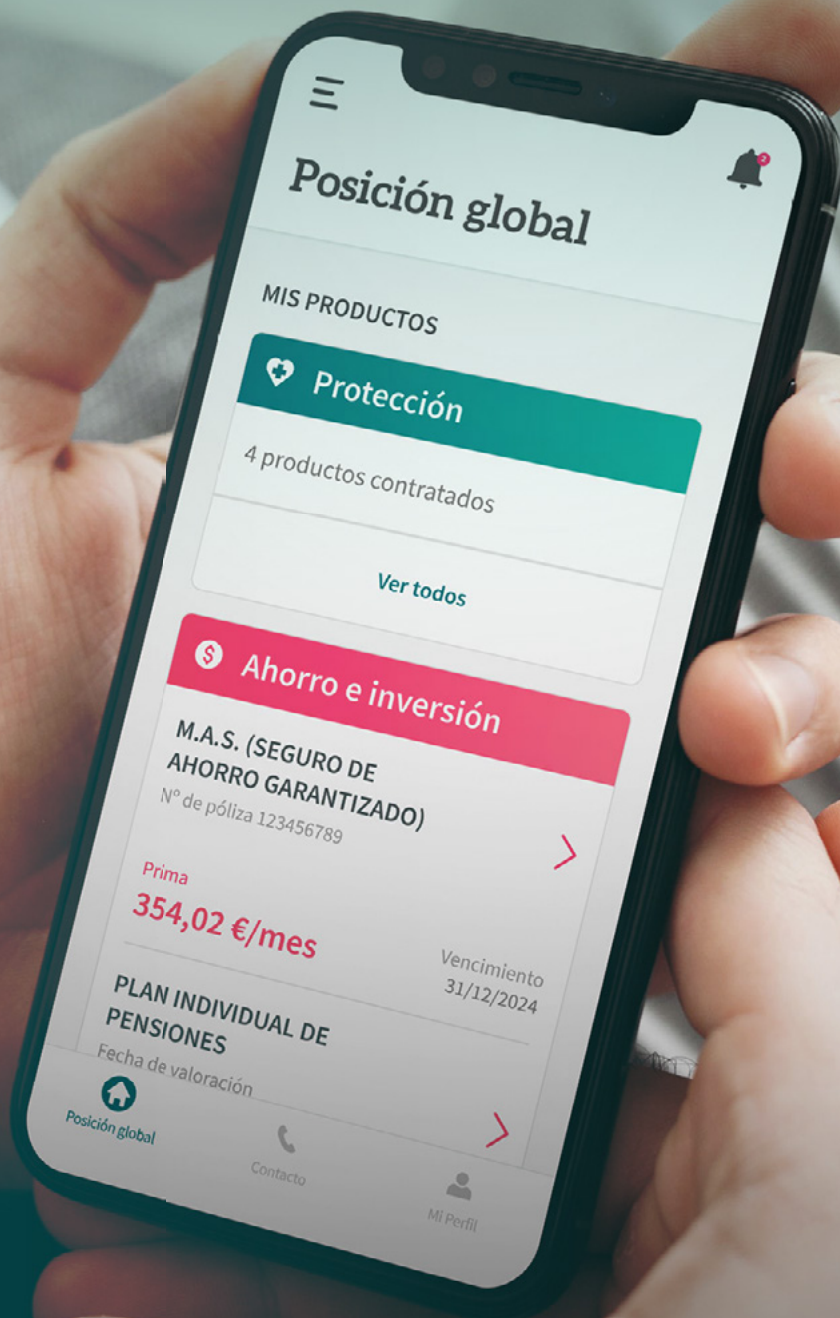 2
Posición global
MIS PRODUCTOS
Protección
4 productos contratados
Ver todos
$ Ahorro e inversión
M.A.S. (SEGURO DE
AHORRO GARANTIZADO)
Nº de póliza 123456789
Prima
354,02 €/mes
Vencimiento
31/12/2024
PLAN INDIVIDUAL DE
PENSIONES
Fecha de valoración
Posición global
Contacto
Mi Perfil